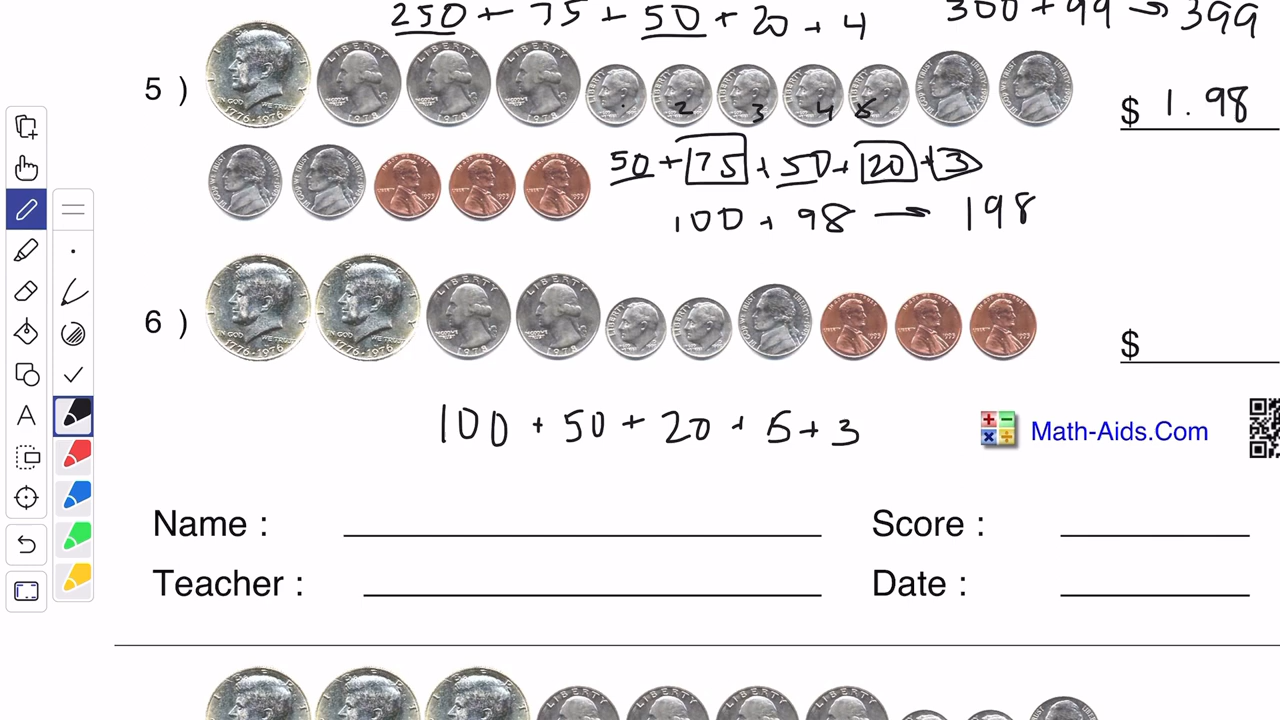 250 + 75 + 50 + 20 + 4 300 + 99 → 399
5 ) $ 1.98
1 2 3 4 5
50 + 75 + 50 + 20 + 3
100 + 98 → 198
6 ) $
100 + 50 + 20 + 5 + 3
Math-Aids.Com
Name : Score :
Teacher : Date :